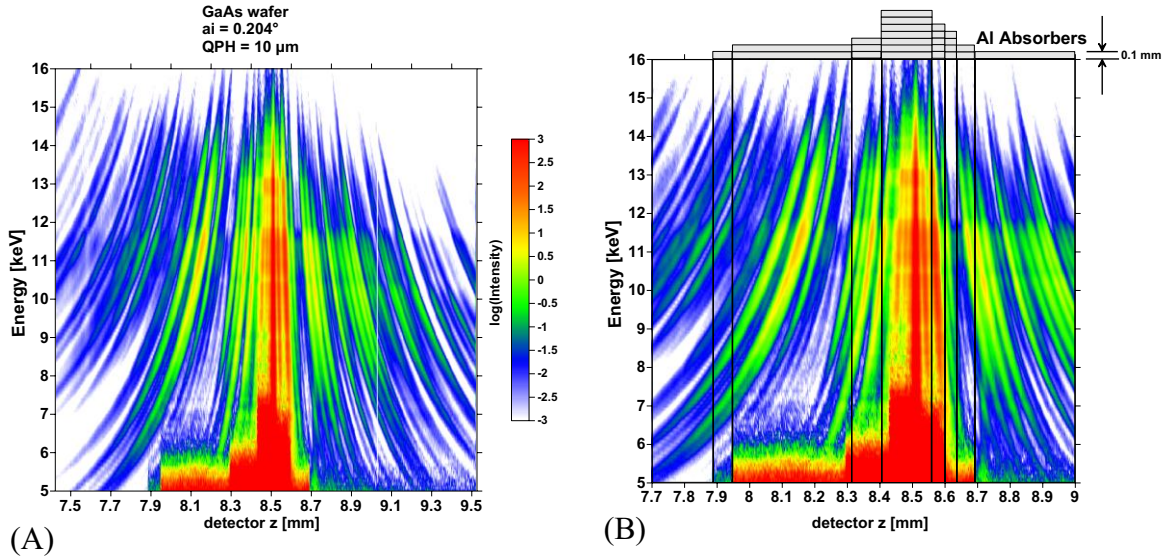 GaAs wafer
ai = 0.204°
QPH = 10 µm
16
15
14
13
12
11
10
9
8
7
6
5
Energy [keV]
7.5 7.7 7.9 8.1 8.3 8.5 8.7 8.9 9.1 9.3 9.5
detector z [mm]
(A)
3
2.5
2
1.5
1
0.5
0
-0.5
-1
-1.5
-2
-2.5
-3
log(Intensity)
(B)
Al Absorbers
0.1 mm
16
15
14
13
12
11
10
9
8
7
6
5
Energy [keV]
7.7 7.8 7.9 8 8.1 8.2 8.3 8.4 8.5 8.6 8.7 8.8 8.9 9
detector z [mm]